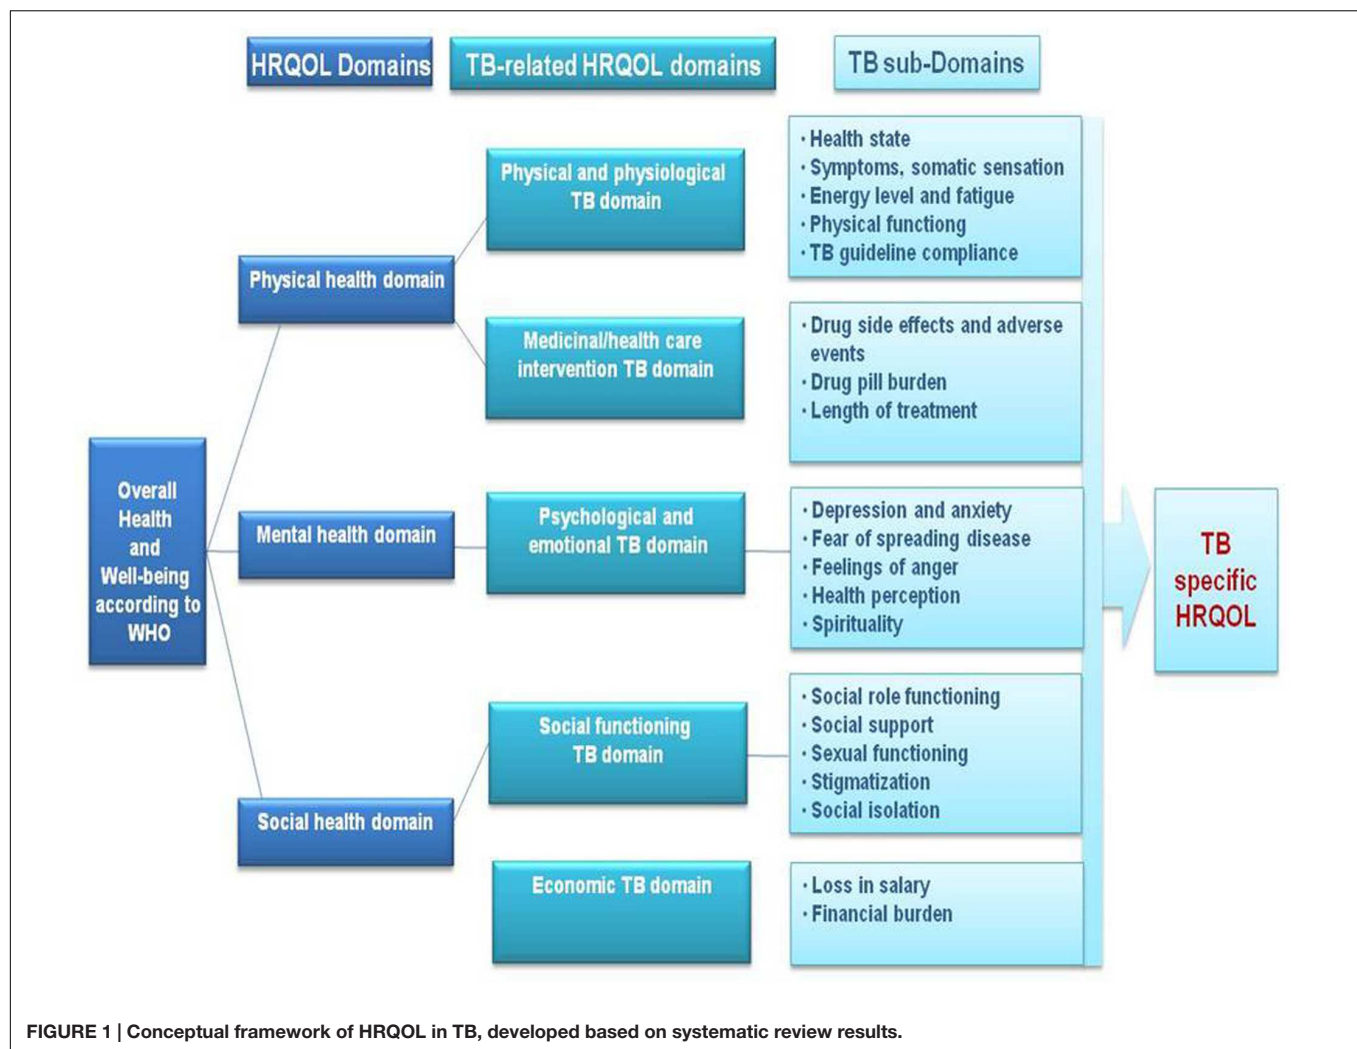 HRQOL Domains
TB-related HRQOL domains
TB sub-Domains
Overall
Health
and
Well-being
according to
WHO
Physical health domain
Physical and physiological
TB domain
· Health state
· Symptoms, somatic sensation
· Energy level and fatigue
· Physical functiong
· TB guideline compliance
Medicinal/health care
intervention TB domain
· Drug side effects and adverse
events
· Drug pill burden
· Length of treatment
Mental health domain
Psychological and
emotional TB domain
· Depression and anxiety
· Fear of spreading disease
· Feelings of anger
· Health perception
· Spirituality
Social health domain
Social functioning
TB domain
· Social role functioning
· Social support
· Sexual functioning
· Stigmatization
· Social isolation
Economic TB domain
· Loss in salary
· Financial burden
TB
specific
HRQOL
FIGURE 1 | Conceptual framework of HRQOL in TB, developed based on systematic review results.